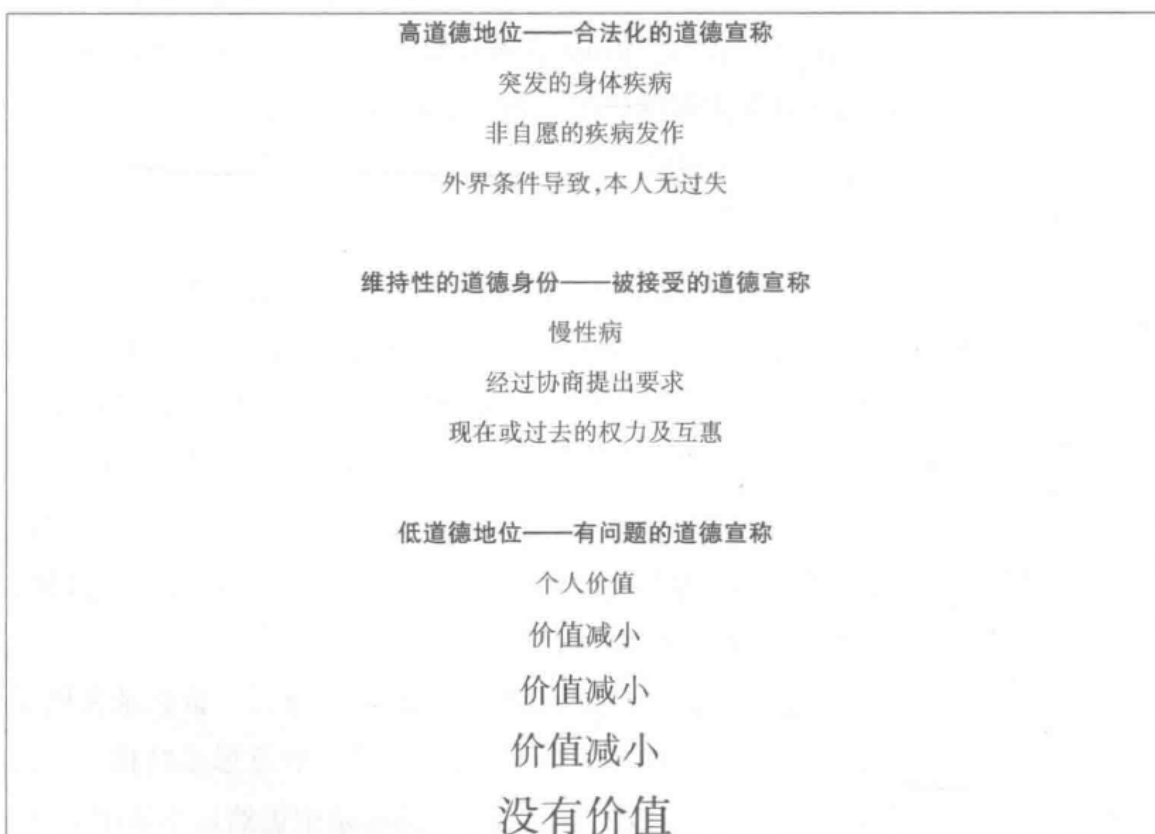 高道德地位——合法化的道德宣称
突发的身体疾病
非自愿的疾病发作
外界条件导致,本人无过失
维持性的道德身份——被接受的道德宣称
慢性病
经过协商提出要求
现在或过去的权力及互惠
低道德地位——有问题的道德宣称
个人价值
价值减小
价值减小
价值减小
没有价值